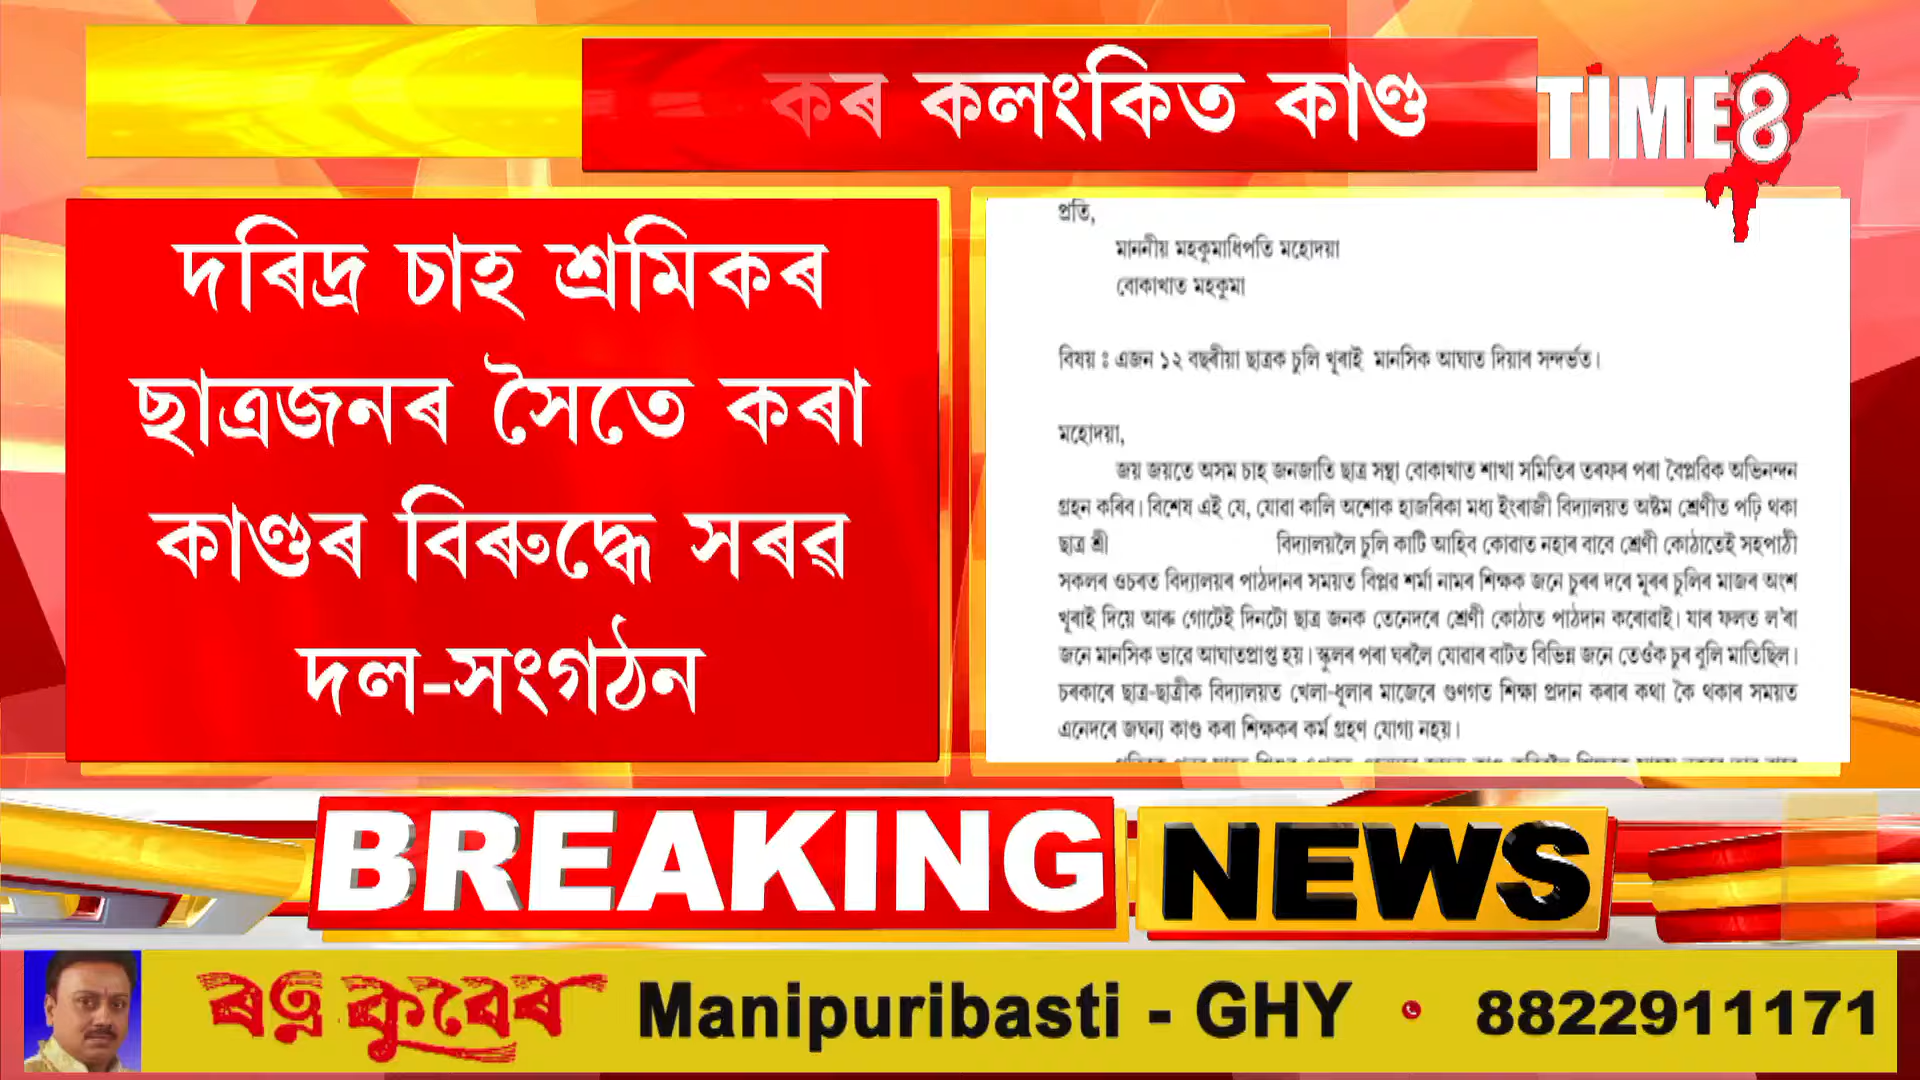 কৰ কলংকিত কাণ্ড
TIME8
দৰিদ্ৰ চাহ শ্ৰমিকৰ
ছাত্ৰজনৰ সৈতে কৰা
কাণ্ডৰ বিৰুদ্ধে সৰৱ
দল-সংগঠন
প্ৰতি,
মাননীয় মহকুমাধিপতি মহোদয়া
বোকাখাত মহকুমা
বিষয় : এজন ১২ বছৰীয়া ছাত্ৰক চুলি খূৰাই মানসিক আঘাত দিয়াৰ সন্দৰ্ভত।
মহোদয়া,
জয় জয়তে অসম চাহ জনজাতি ছাত্ৰ সন্থা বোকাখাত শাখা সমিতিৰ তৰফৰ পৰা বৈপ্লৱিক অভিনন্দন
গ্ৰহন কৰিব। বিশেষ এই যে, যোৱা কালি অশোক হাজৰিকা মধ্য ইংৰাজী বিদ্যালয়ত অষ্টম শ্ৰেণীত পঢ়ি থকা
ছাত্ৰ শ্ৰী বিদ্যালয়লৈ চুলি কাটি আহিব কোৱাত নহাৰ বাবে শ্ৰেণী কোঠাতেই সহপাঠী
সকলৰ ওচৰত বিদ্যালয়ৰ পাঠদানৰ সময়ত বিপ্লৱ শৰ্মা নামৰ শিক্ষক জনে চুৰৰ দৰে মূৰৰ চুলিৰ মাজৰ অংশ
খূৰাই দিয়ে আৰু গোটেই দিনটো ছাত্ৰ জনক তেনেদৰে শ্ৰেণী কোঠাত পাঠদান কৰোৱাই। যাৰ ফলত ল'ৰা
জনে মানসিক ভাৱে আঘাতপ্ৰাপ্ত হয়। স্কুলৰ পৰা ঘৰলৈ যোৱাৰ বাটত বিভিন্ন জনে তেওঁক চুৰ বুলি মাতিছিল।
চৰকাৰে ছাত্ৰ-ছাত্ৰীক বিদ্যালয়ত খেলা-ধূলাৰ মাজেৰে গুণগত শিক্ষা প্ৰদান কৰাৰ কথা কৈ থকাৰ সময়ত
এনেদৰে জঘন্য কাণ্ড কৰা শিক্ষকৰ কৰ্ম গ্ৰহণ যোগ্য নহয়।
BREAKING NEWS
ৰত্ন কুবেৰ Manipuribasti - GHY 8822911171